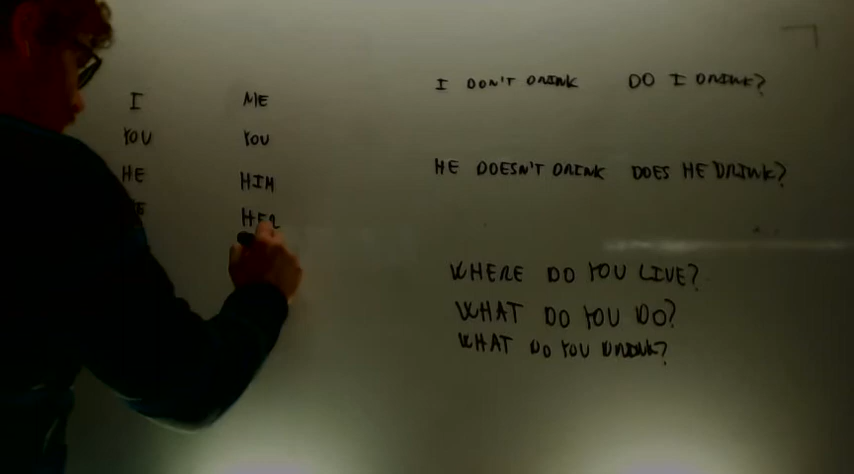 I ME
YOU YOU
HE HIM
HER
I DON'T DRINK DO I DRINK?
HE DOESN'T DRINK DOES HE DRINK?
WHERE DO YOU LIVE?
WHAT DO YOU DO?
WHAT DO YOU DRINK?